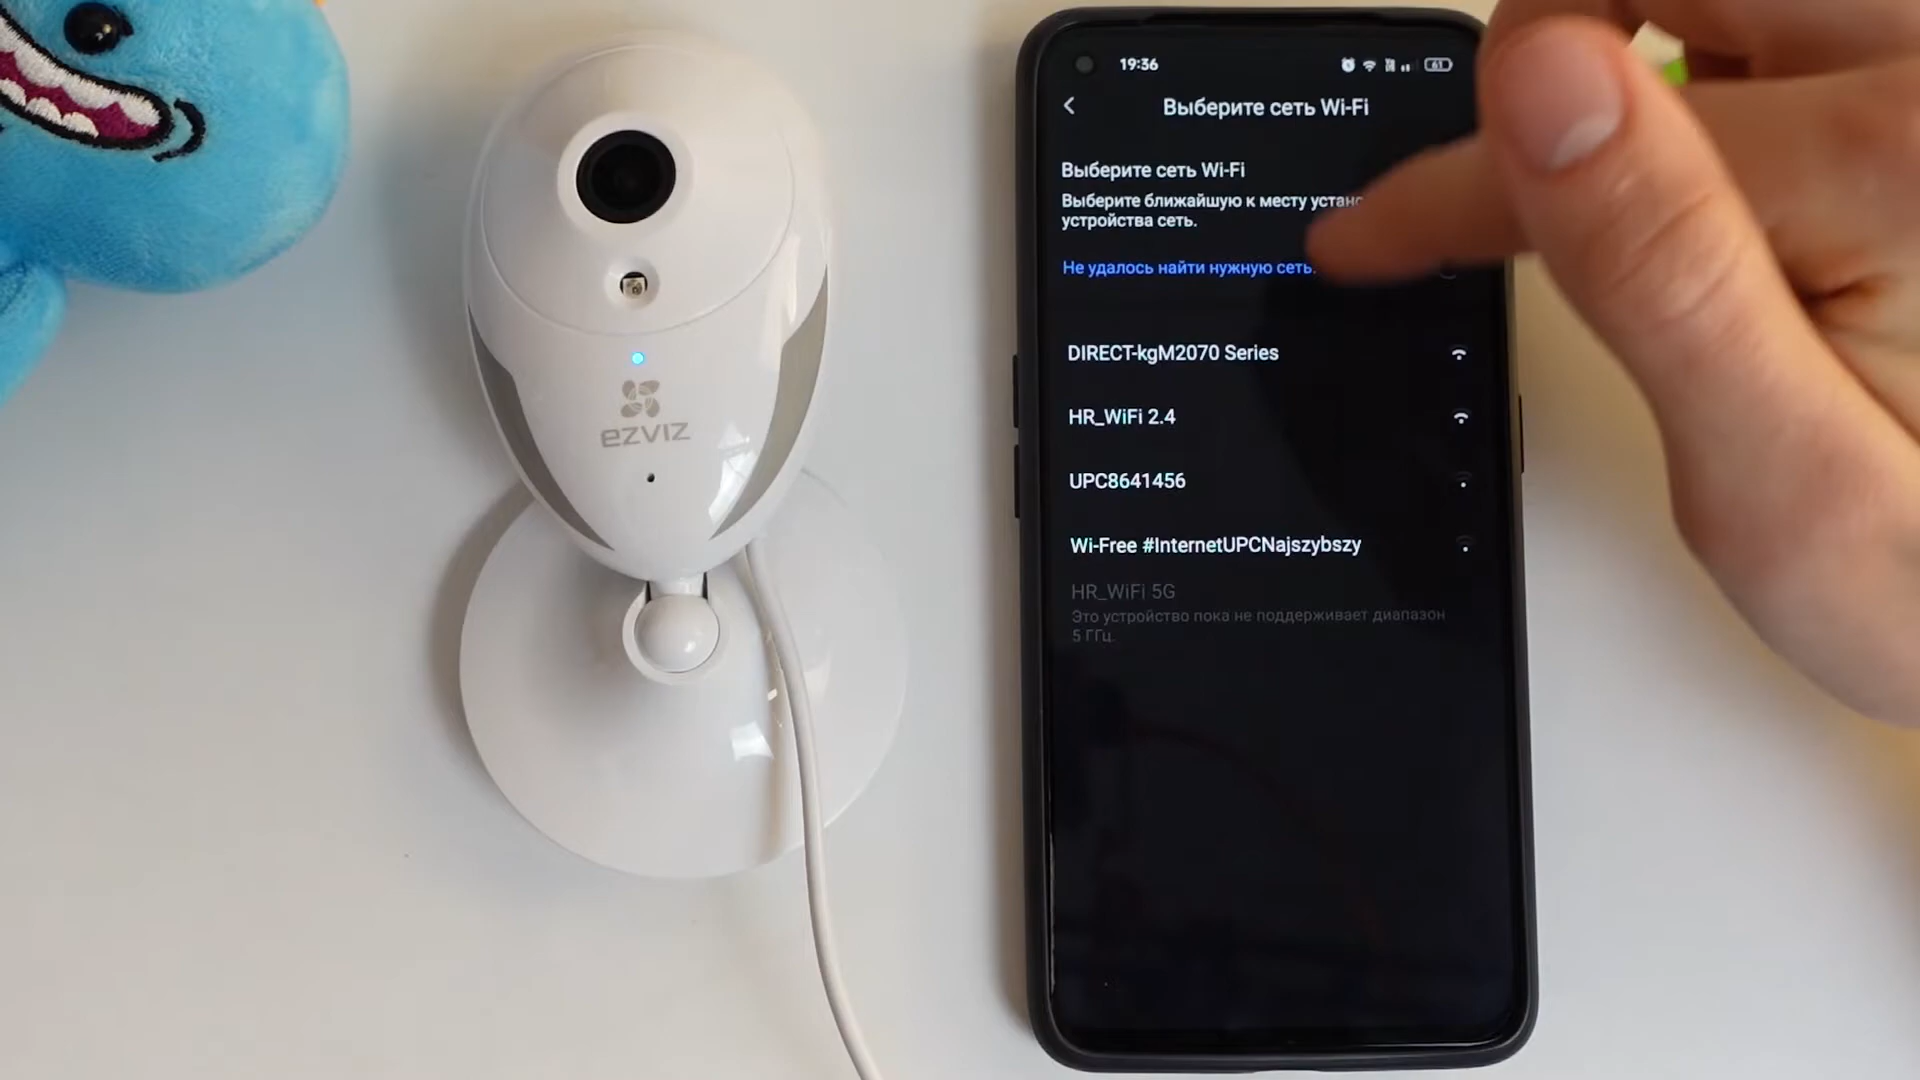 19:36
61
Выберите сеть Wi-Fi
Выберите сеть Wi-Fi
Выберите ближайшую к месту
устройства сеть.
Не удалось найти нужную сеть
DIRECT-kgM2070 Series
HR_WiFi 2.4
UPC8641456
Wi-Free #InternetUPCNajszybszy
HR_WiFi 5G
Это устройство пока не поддерживает диапазон
5 ГГц.
ezviz